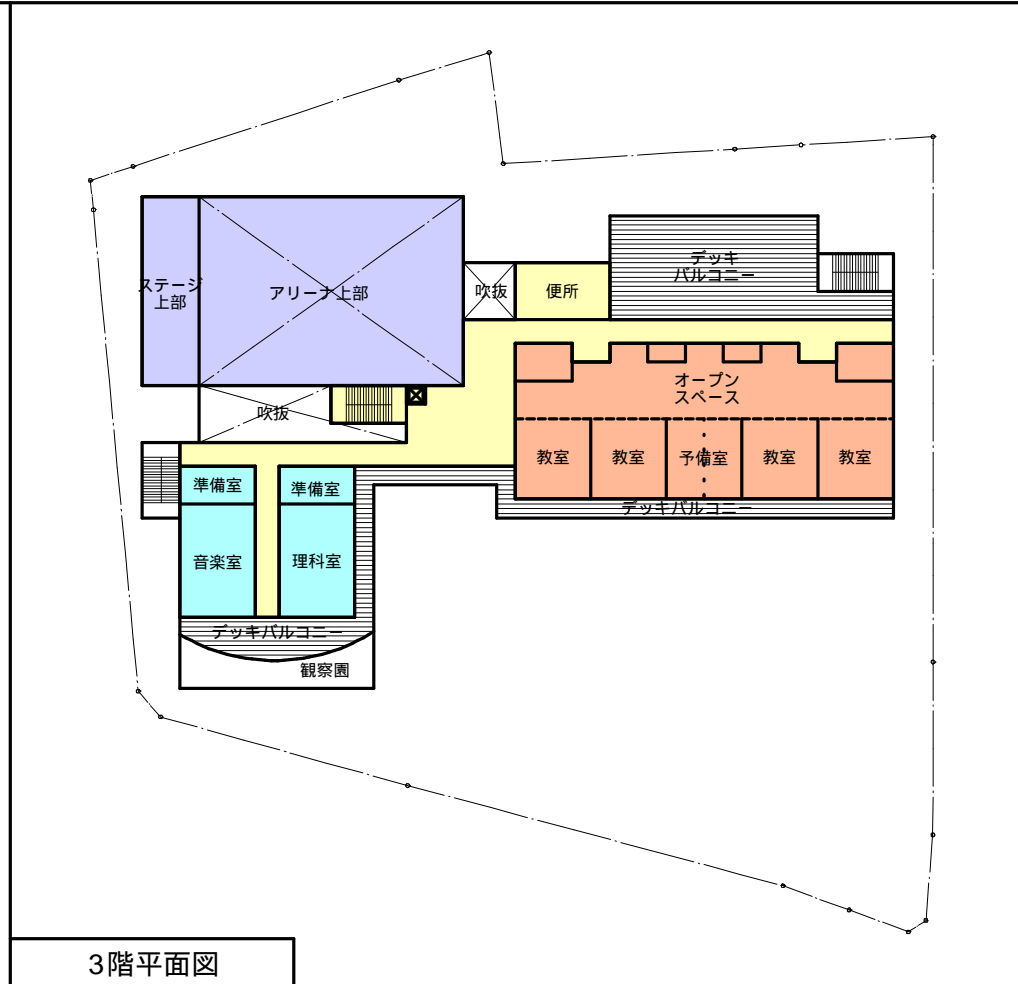 デッキ
バルコニー
ステージ
上部
アリーナ上部
吹抜
便所
オープン
スペース
吹抜
教室
教室
予備室
教室
教室
準備室
準備室
デッキバルコニー
音楽室
理科室
デッキバルコニー
観察園
3階平面図